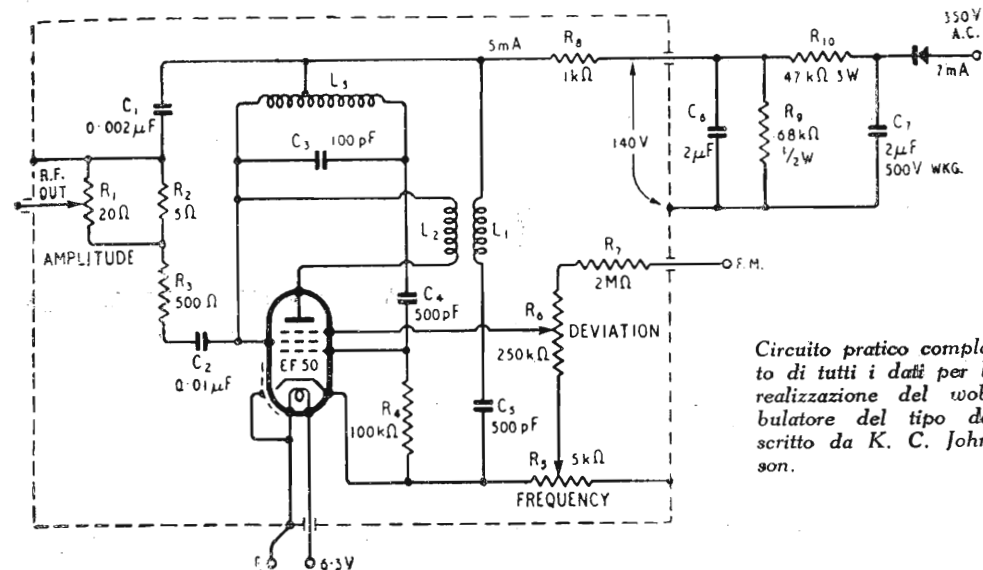 350V
A.C.
7mA
5mA
R8
1kΩ
R10
47kΩ 3W
L3
C1
0·002µF
C3 100pF
140V
C6
2µF
R9
68kΩ
1/2W
C7
2µF
500V WKG.
R.F.
OUT
R1
20Ω
R2
5Ω
AMPLITUDE
L2
L1
R3
500Ω
R7
2MΩ
F.M.
C4
500pF
R6
DEVIATION
250kΩ
C2
0·01µF
EF50
R4
100kΩ
C5
500pF
R5
5kΩ
FREQUENCY
6·3V
Circuito pratico comple
to di tutti i dati per l
realizzazione del wob
bulatore del tipo de
scritto da K. C. John
son.